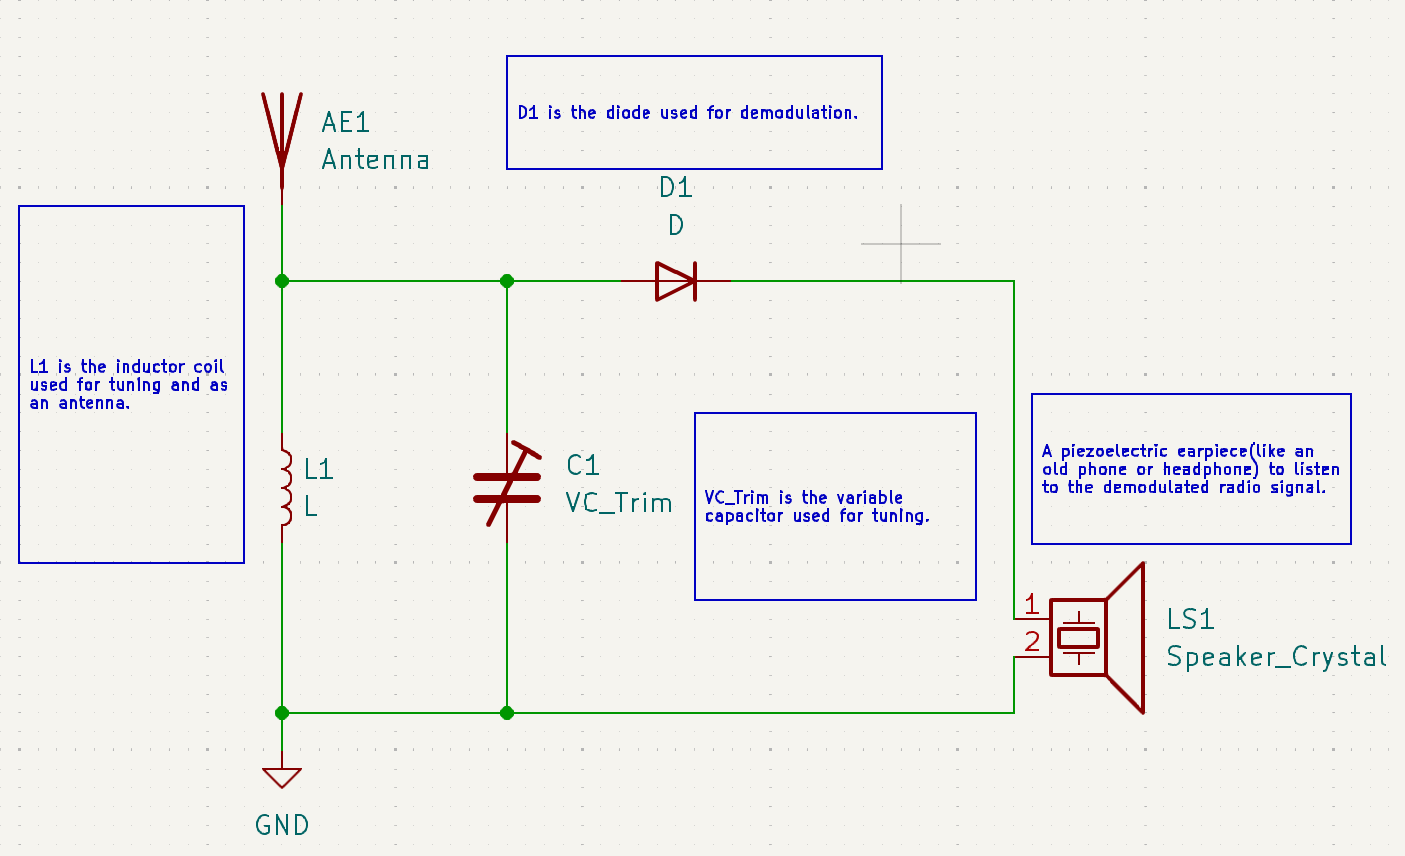 D1 is the diode used for demodulation.
AE1
Antenna
D1
D
L1 is the inductor coil
used for tuning and as
an antenna.
L1
L
C1
VC_Trim
VC_Trim is the variable
capacitor used for tuning.
A piezoelectric earpiece(like an
old phone or headphone) to listen
to the demodulated radio signal.
1
2
LS1
Speaker_Crystal
GND